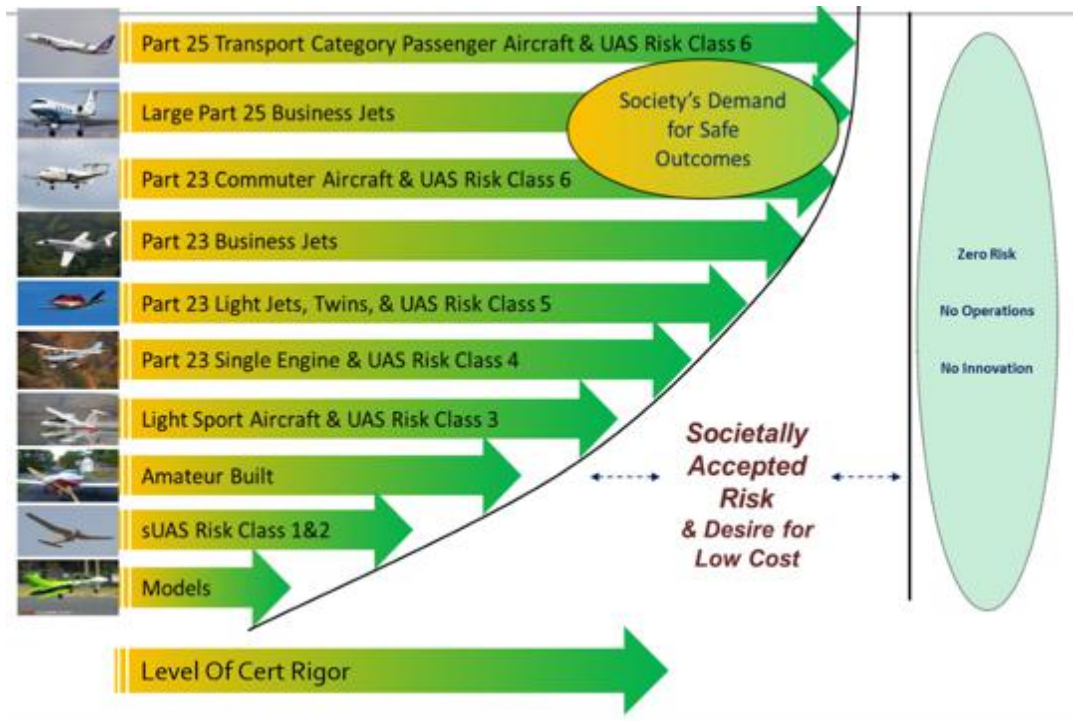 Part 25 Transport Category Passenger Aircraft & UAS Risk Class 6
Large Part 25 Business Jets
Society's Demand
for Safe
Outcomes
Part 23 Commuter Aircraft & UAS Risk Class 6
Part 23 Business Jets
Part 23 Light Jets, Twins, & UAS Risk Class 5
Part 23 Single Engine & UAS Risk Class 4
Light Sport Aircraft & UAS Risk Class 3
Amateur Built
sUAS Risk Class 1&2
Models
Level Of Cert Rigor
Societally
Accepted
Risk
& Desire for
Low Cost
Zero Risk
No Operations
No Innovation